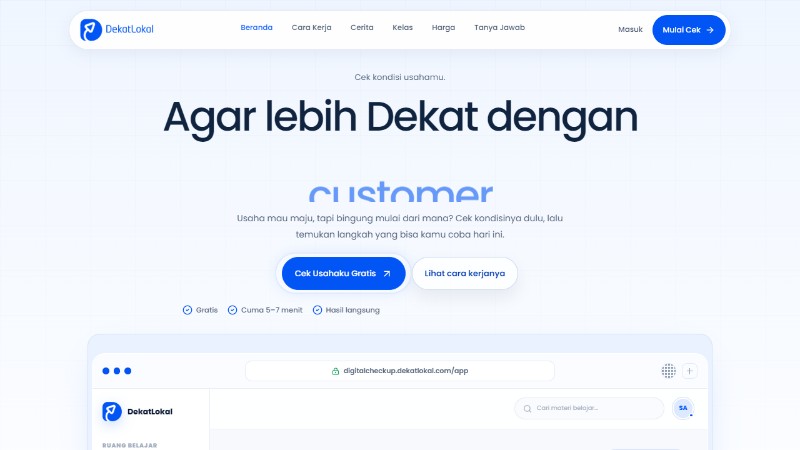 DekatLokal
Beranda Cara Kerja Cerita Kelas Harga Tanya Jawab
Masuk Mulai Cek
Cek kondisi usahamu.
Agar lebih Dekat dengan
customer
Usaha mau maju, tapi bingung mulai dari mana? Cek kondisinya dulu, lalu
temukan langkah yang bisa kamu coba hari ini.
Cek Usahaku Gratis Lihat cara kerjanya
Gratis Cuma 5–7 menit Hasil langsung
digitalcheckup.dekatlokal.com/app
DekatLokal
Cari materi belajar...
SA
RUANG BELAJAR